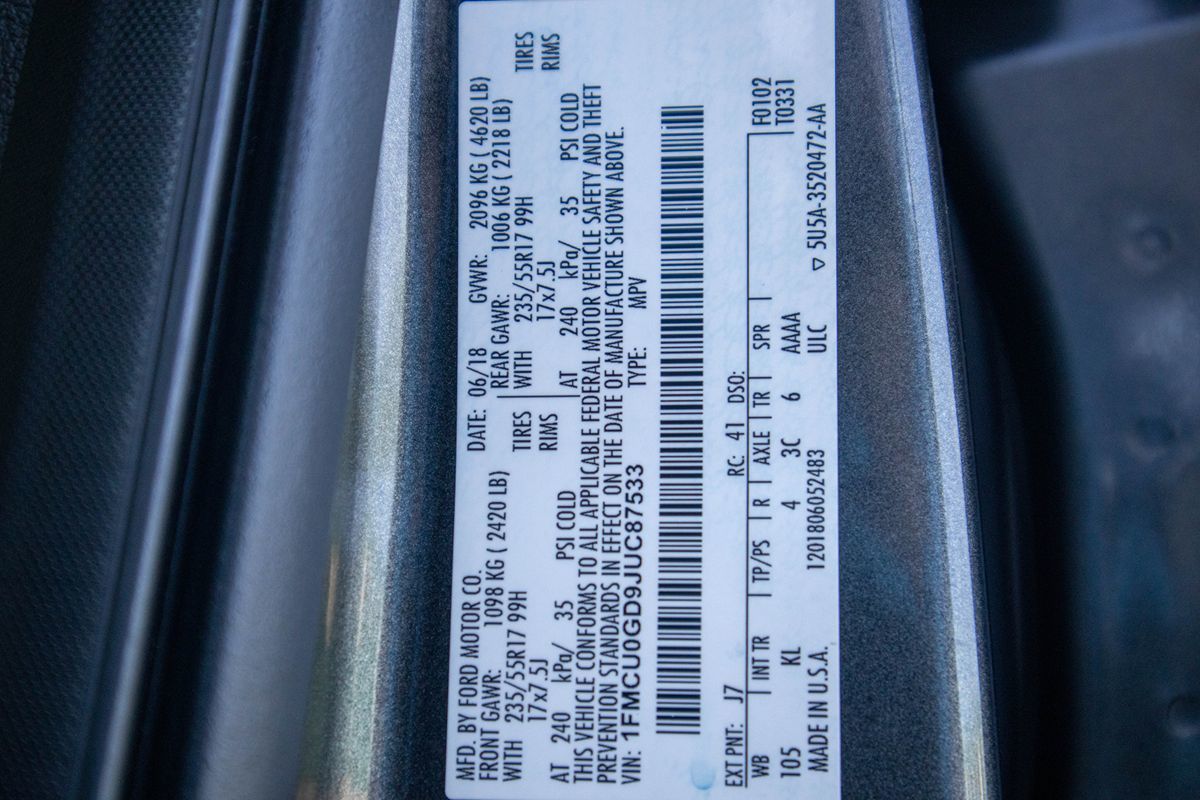 MFD. BY FORD MOTOR CO. DATE: 06/18 GVWR: 2096 KG ( 4620 LB)
FRONT GAWR: 1098 KG ( 2420 LB) REAR GAWR: 1006 KG ( 2218 LB)
WITH 235/55R17 99H TIRES WITH 235/55R17 99H TIRES
17x7.5J RIMS 17x7.5J RIMS
AT 240 kPa/ 35 PSI COLD AT 240 kPa/ 35 PSI COLD
THIS VEHICLE CONFORMS TO ALL APPLICABLE FEDERAL MOTOR VEHICLE SAFETY AND THEFT
PREVENTION STANDARDS IN EFFECT ON THE DATE OF MANUFACTURE SHOWN ABOVE.
VIN: 1FMCU0GD9JUC87533 TYPE: MPV
EXT PNT: J7 RC: 41 DSO: F0102
WB INT TR TP/PS R AXLE TR SPR T0331
105 KL 4 3C 6 AAAA
MADE IN U.S.A. 1201806052483 ULC ▽ 5U5A-3520472-AA